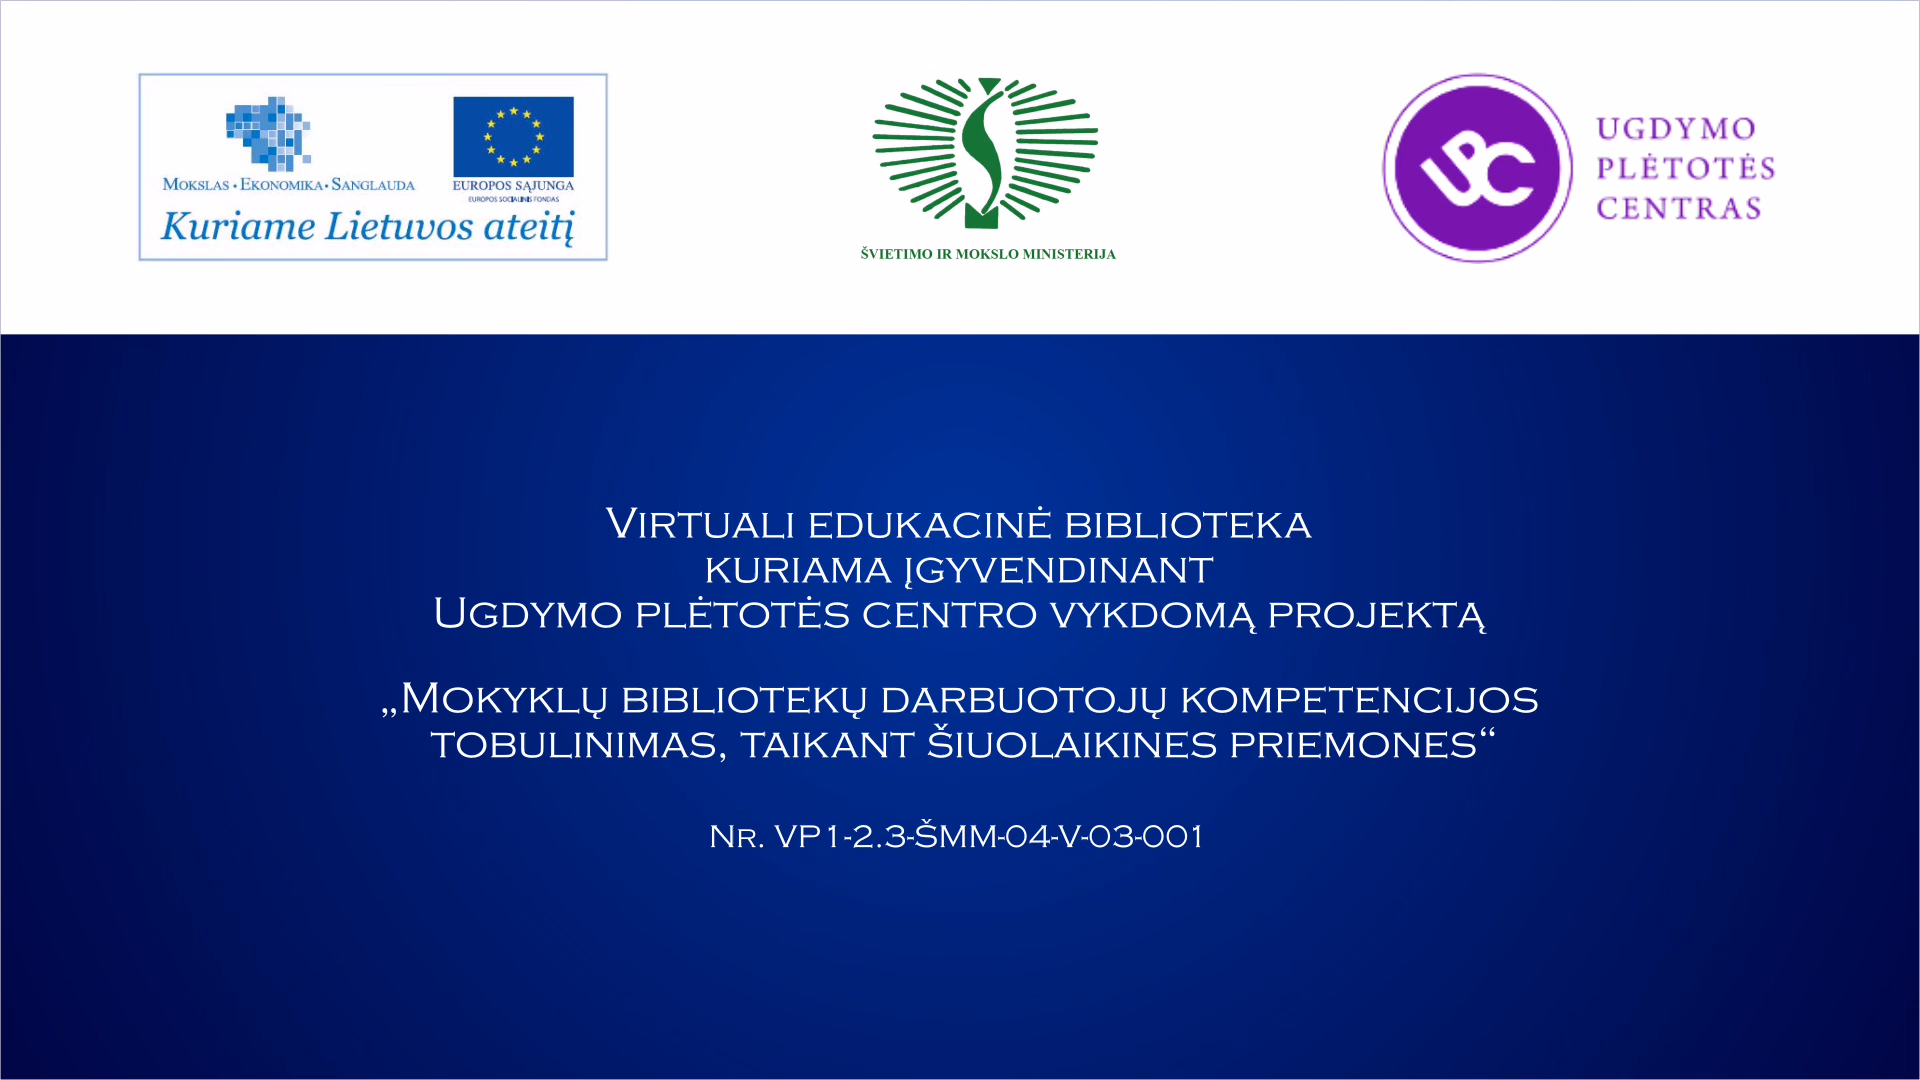 Mokslas • Ekonomika • Sanglauda
EUROPOS SĄJUNGA
EUROPOS SOCIALINIS FONDAS
Kuriame Lietuvos ateitį
ŠVIETIMO IR MOKSLO MINISTERIJA
UPC
UGDYMO
PLĖTOTĖS
CENTRAS
Virtuali edukacinė biblioteka
kuriama įgyvendinant
Ugdymo plėtotės centro vykdomą projektą
„Mokyklų bibliotekų darbuotojų kompetencijos
tobulinimas, taikant šiuolaikines priemones“
Nr. VP1-2.3-ŠMM-04-V-03-001